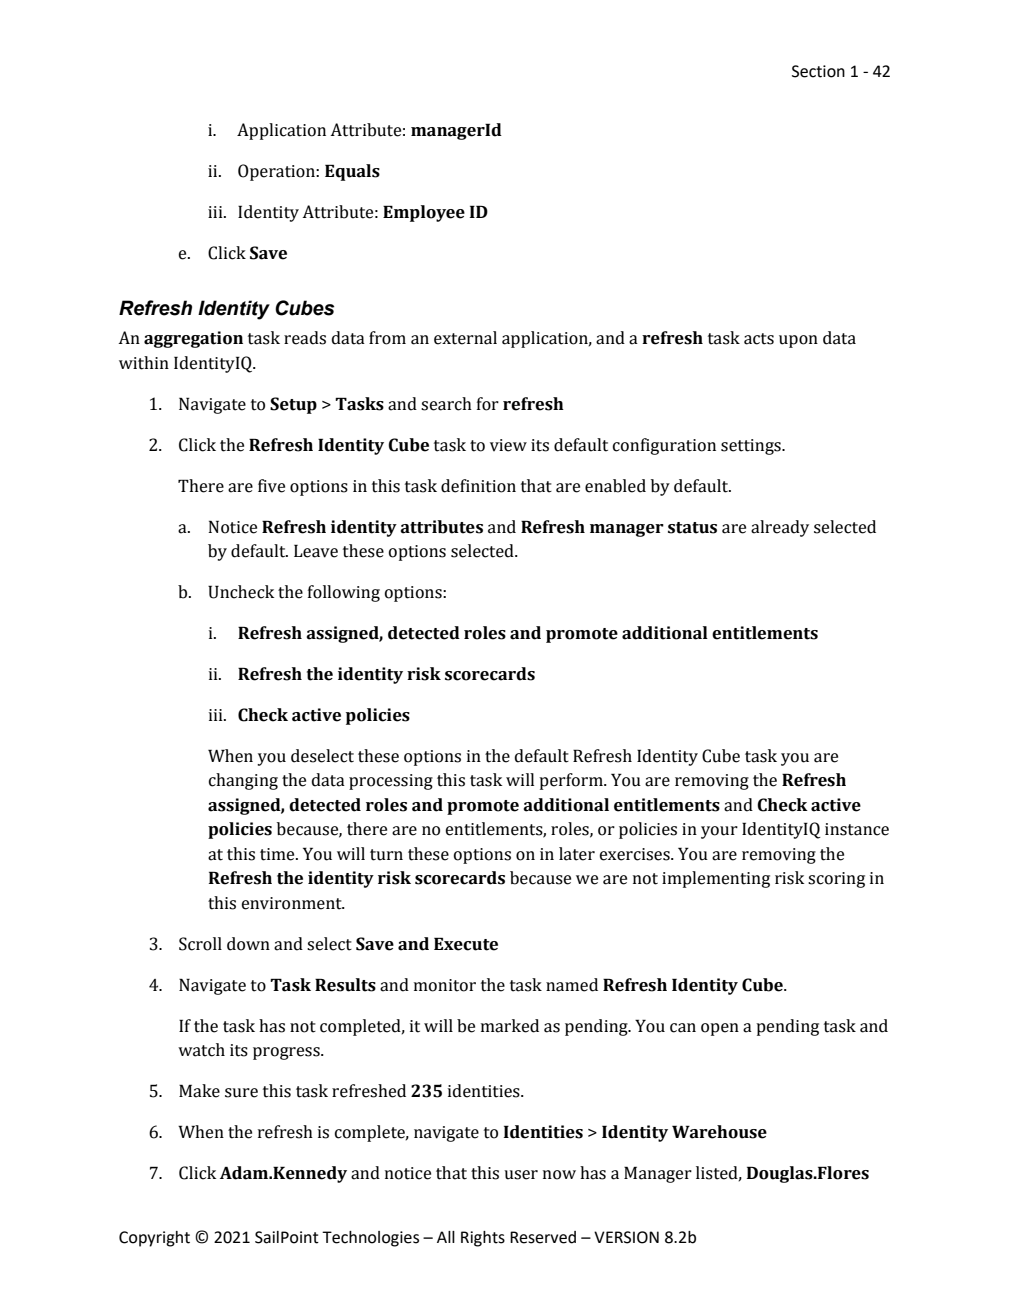 Section 1 - 42
i. Application Attribute: managerId
ii. Operation: Equals
iii. Identity Attribute: Employee ID
e. Click Save
Refresh Identity Cubes
An aggregation task reads data from an external application, and a refresh task acts upon data
within IdentityIQ.
1. Navigate to Setup > Tasks and search for refresh
2. Click the Refresh Identity Cube task to view its default configuration settings.
There are five options in this task definition that are enabled by default.
a. Notice Refresh identity attributes and Refresh manager status are already selected
by default. Leave these options selected.
b. Uncheck the following options:
i. Refresh assigned, detected roles and promote additional entitlements
ii. Refresh the identity risk scorecards
iii. Check active policies
When you deselect these options in the default Refresh Identity Cube task you are
changing the data processing this task will perform. You are removing the Refresh
assigned, detected roles and promote additional entitlements and Check active
policies because, there are no entitlements, roles, or policies in your IdentityIQ instance
at this time. You will turn these options on in later exercises. You are removing the
Refresh the identity risk scorecards because we are not implementing risk scoring in
this environment.
3. Scroll down and select Save and Execute
4. Navigate to Task Results and monitor the task named Refresh Identity Cube.
If the task has not completed, it will be marked as pending. You can open a pending task and
watch its progress.
5. Make sure this task refreshed 235 identities.
6. When the refresh is complete, navigate to Identities > Identity Warehouse
7. Click Adam.Kennedy and notice that this user now has a Manager listed, Douglas.Flores
Copyright © 2021 SailPoint Technologies – All Rights Reserved – VERSION 8.2b